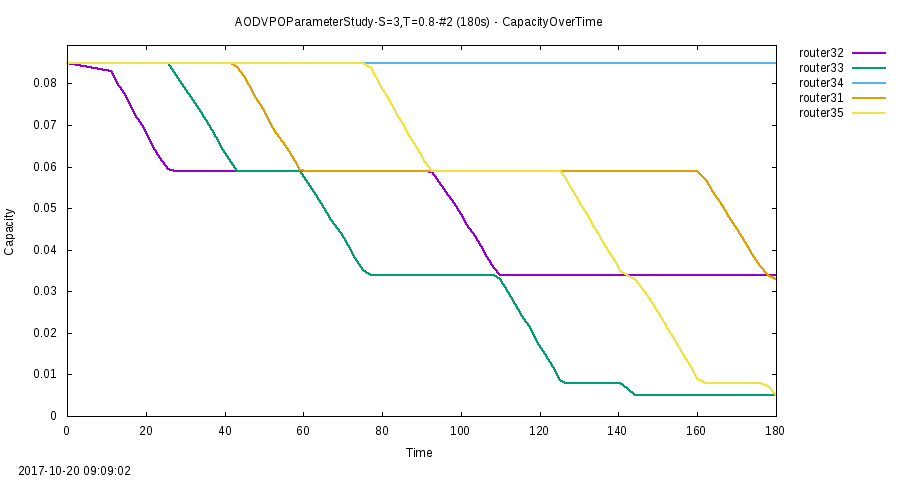 AODVPOParameterStudy-S=3,T=0.8-#2 (180s) - CapacityOverTime
router32
router33
router34
router31
router35
0.08
0.07
0.06
0.05
0.04
0.03
0.02
0.01
0
Capacity
0 20 40 60 80 100 120 140 160 180
Time
2017-10-20 09:09:02